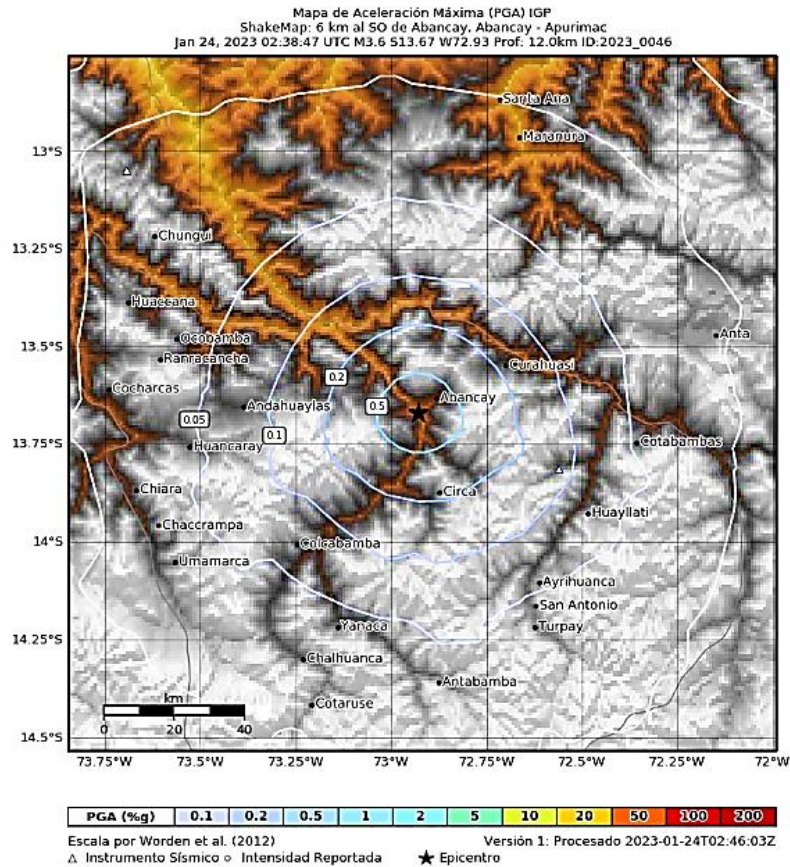 Mapa de Aceleración Máxima (PGA) IGP
ShakeMap: 6 km al SO de Abancay, Abancay - Apurimac
Jan 24, 2023 02:38:47 UTC M3.6 S13.67 W72.93 Prof: 12.0km ID:2023_0046
Santa Ana
13°S
Maranura
Chungui
13.25°S
Huaccana
Anta
13.5°S
Ocobamba
Ranracancha
Curahuasi
0.2
Cocharcas
Abancay
0.5
Andahuaylas
0.05
0.1
13.75°S
Huancaray
Cotabambas
Chiara
Circa
Huayllati
Chaccrampa
14°S
Colcabamba
Umamarca
Ayrihuanca
San Antonio
14.25°S
Yanaca
Turpay
Chalhuanca
Antabamba
km
Cotaruse
0 20 40
14.5°S
73.75°W 73.5°W 73.25°W 73°W 72.75°W 72.5°W 72.25°W 72°W
PGA (%g) 0.1 0.2 0.5 1 2 5 10 20 50 100 200
Escala por Worden et al. (2012) Versión 1: Procesado 2023-01-24T02:46:03Z
△ Instrumento Sísmico ○ Intensidad Reportada ★ Epicentro